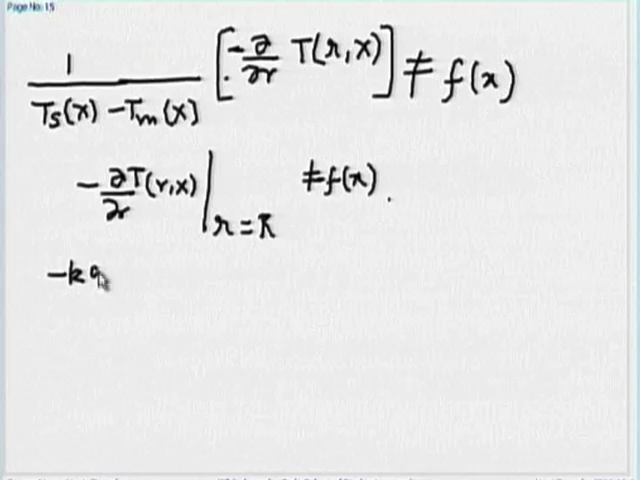 Page No: 15
1/(Ts(x) - Tm(x)) [-∂/∂r T(r,x)] ≠ f(x)
-∂T(r,x)/∂r |r=R ≠ f(x).
-k